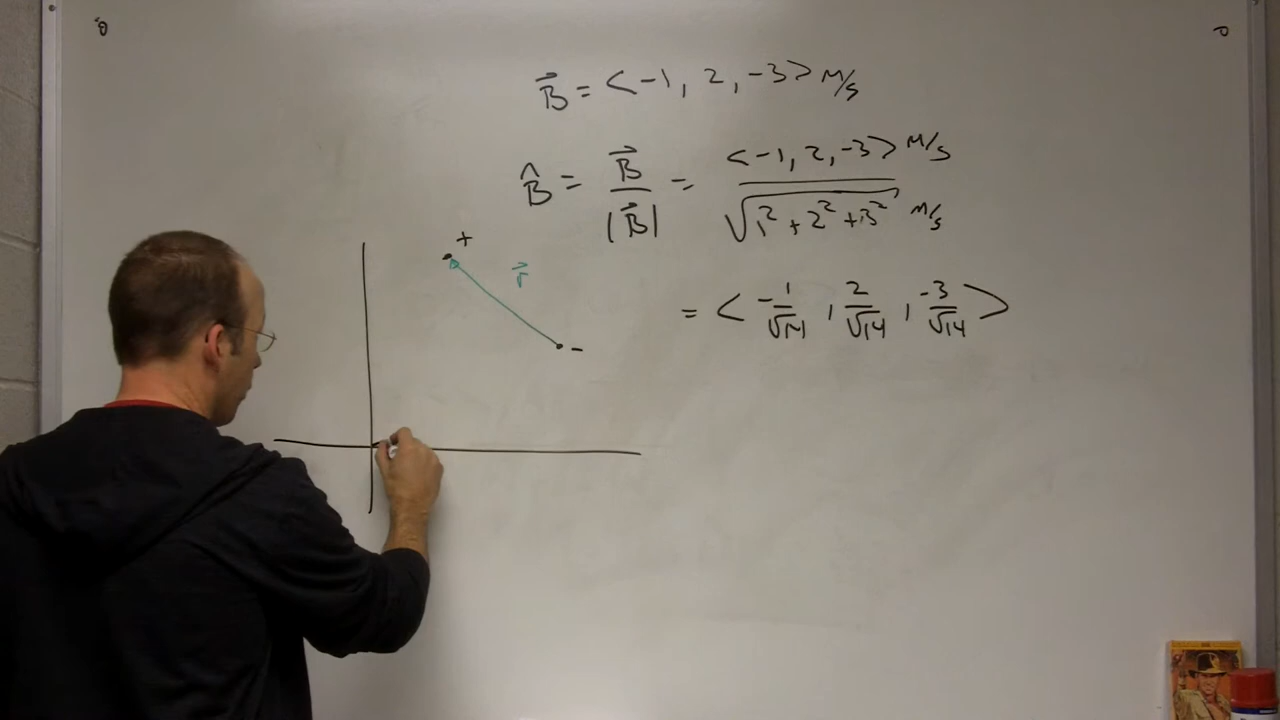 B⃗ = <-1, 2, -3> M/S
B̂ = B⃗ / |B⃗| = <-1, 2, -3> M/S / √(1² + 2² + 3²) M/S
= <-1/√14, 2/√14, -3/√14>
+
r⃗
-